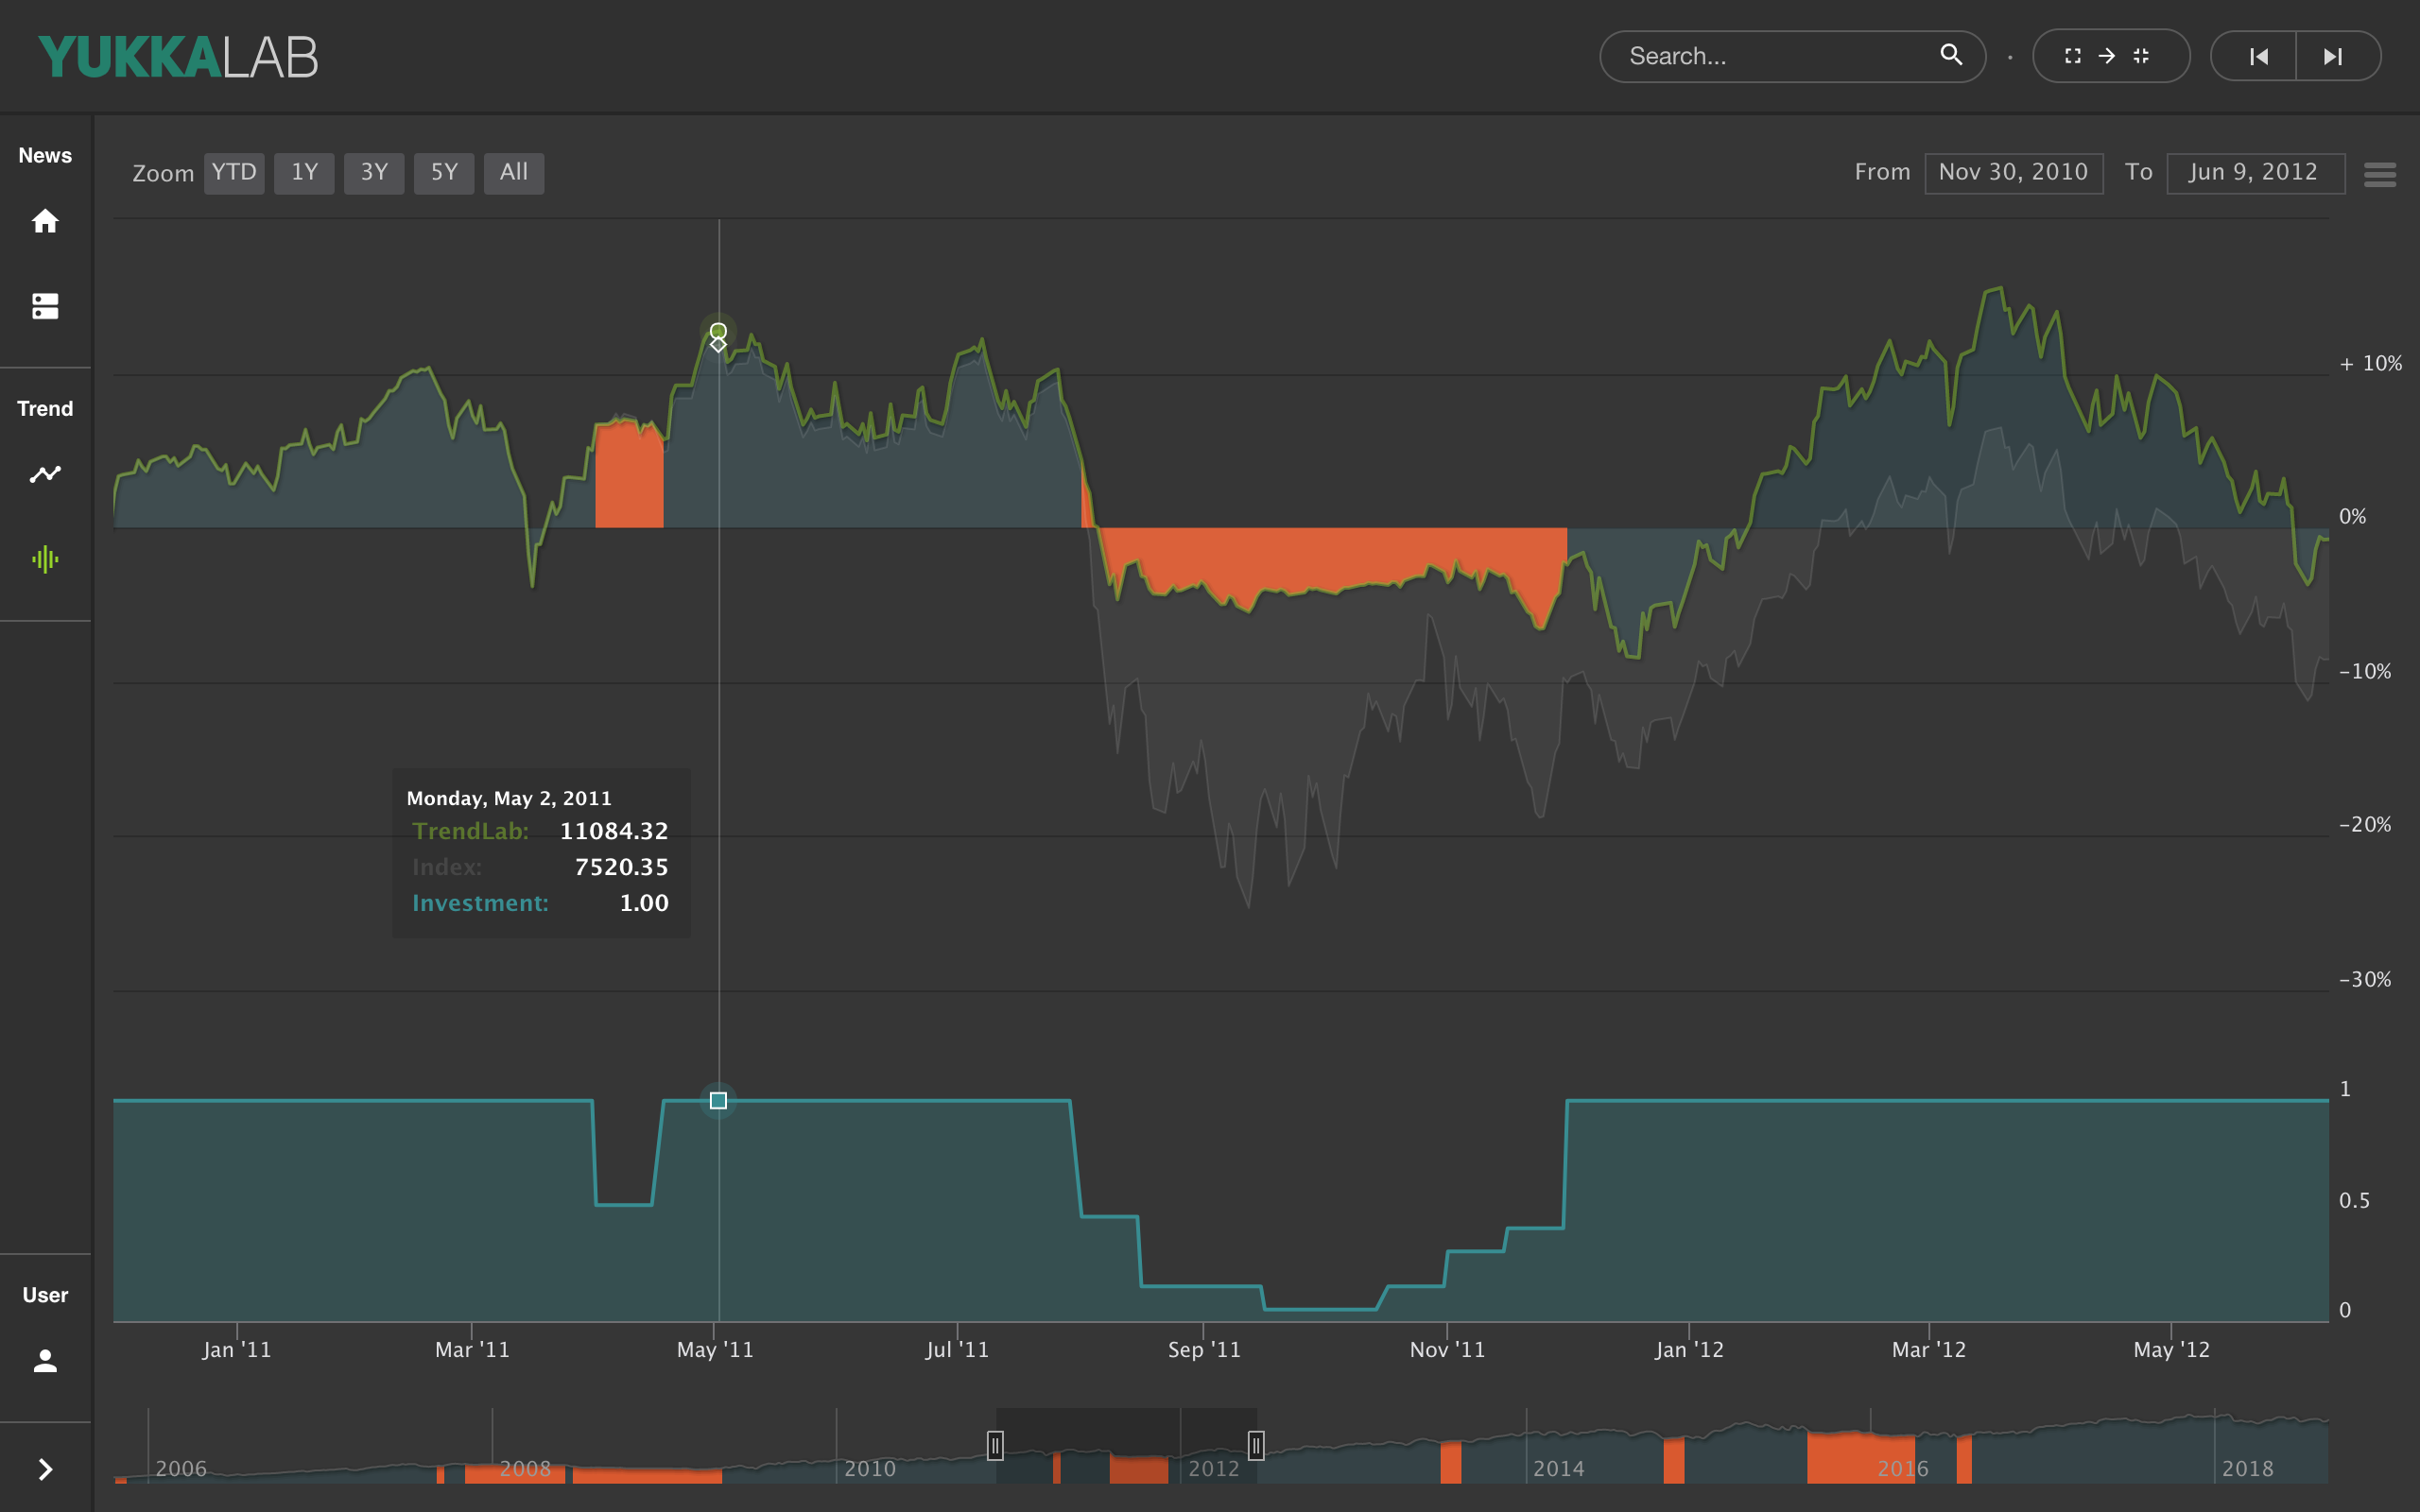 YUKKALAB
Search...
News
Trend
User
Zoom YTD 1Y 3Y 5Y All
From Nov 30, 2010 To Jun 9, 2012
+ 10%
0%
-10%
-20%
-30%
Monday, May 2, 2011
TrendLab: 11084.32
Index: 7520.35
Investment: 1.00
1
0.5
0
Jan '11 Mar '11 May '11 Jul '11 Sep '11 Nov '11 Jan '12 Mar '12 May '12
2006 2008 2010 2012 2014 2016 2018